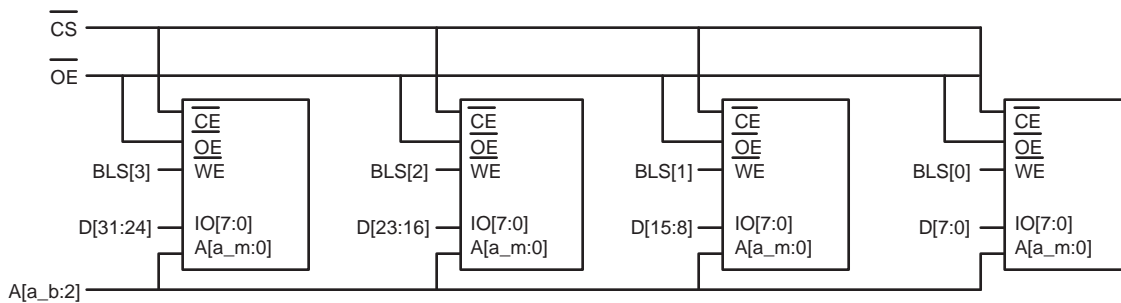 CS
OE
CE CE CE CE
OE OE OE OE
BLS[3] WE BLS[2] WE BLS[1] WE BLS[0] WE
D[31:24] IO[7:0] D[23:16] IO[7:0] D[15:8] IO[7:0] D[7:0] IO[7:0]
A[a_m:0] A[a_m:0] A[a_m:0] A[a_m:0]
A[a_b:2]